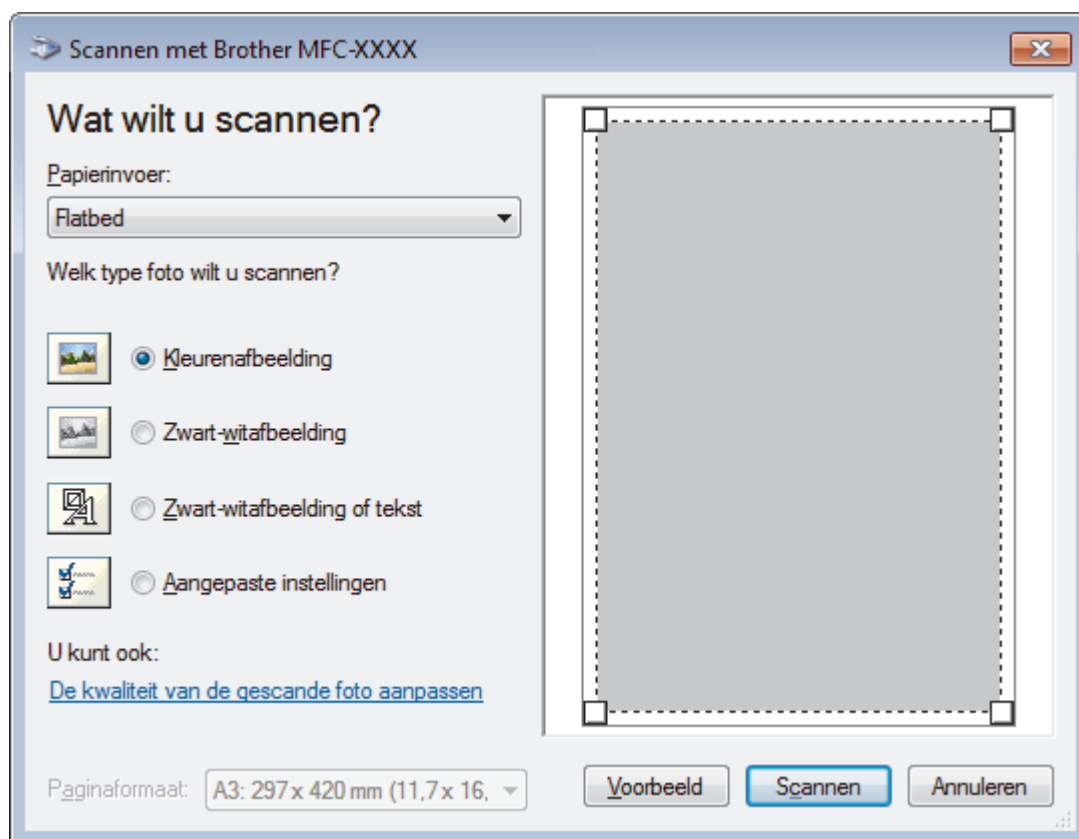 Scannen met Brother MFC-XXXX
Wat wilt u scannen?
Papierinvoer:
Flatbed
Welk type foto wilt u scannen?
Kleurenafbeelding
Zwart-witafbeelding
Zwart-witafbeelding of tekst
Aangepaste instellingen
U kunt ook:
De kwaliteit van de gescande foto aanpassen
Paginaformaat: A3: 297 x 420 mm (11,7 x 16,
Voorbeeld Scannen Annuleren